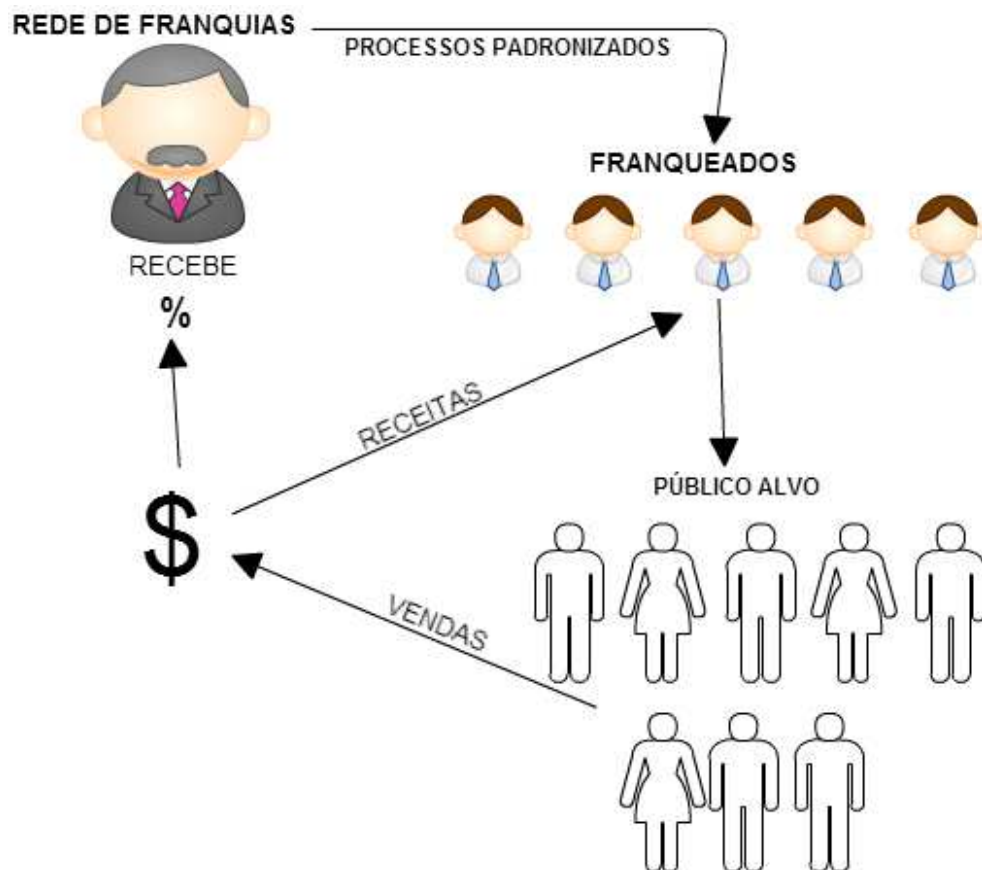 REDE DE FRANQUIAS
PROCESSOS PADRONIZADOS
FRANQUEADOS
RECEBE
%
RECEITAS
$
PÚBLICO ALVO
VENDAS